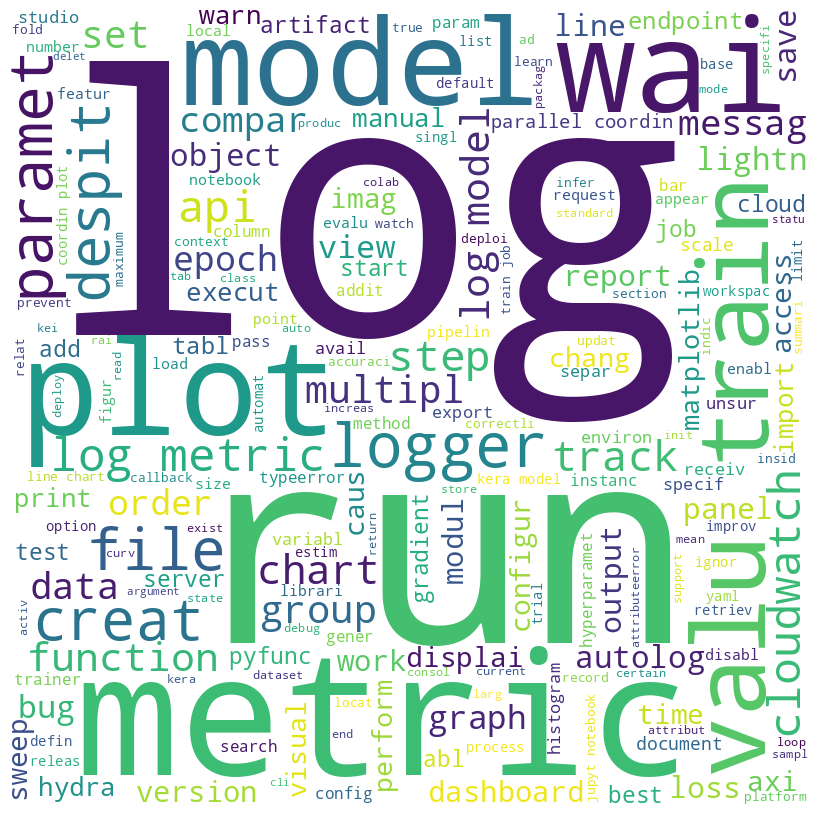 log
run
metric
model
wai
plot
train
valu
paramet
despit
studio
fold
number
delet
featur
set
warn
local
artifact
true
param
list
ad
line
endpoint
default
learn
packag
base
mode
specifi
save
compar
manual
singl
parallel coordin
messag
object
notebook
produc
api
column
context
tab
class
maximum
coordin plot
prevent
epoch
execut
imag
colab
evalu
watch
view
start
addit
log model
deploi
train job
infer
request
standard
bar
appear
job
scale
report
section
workspac
lightn
cloud
statu
limit
access
summari
import
indic
matplotlib
enabl
unsur
kei
relat
rai
add
point
auto
tabl
pass
load
figur
read
deploy
automat
avail
accuraci
pipelin
step
updat
chang
separ
multipl
increas
export
method
correctli
log metric
logger
track
environ
init
insid
receiv
specif
line chart
callback
size
typeerror
kera model
instanc
store
print
order
caus
return
option
exist
curv
test
file
variabl
estim
chart
gradient
modul
configur
trial
hyperparamet
output
attributeerror
support
mean
panel
improv
ignor
yaml
retriev
cloudwatch
data
argument
server
librari
state
group
activ
creat
debug
gener
function
pyfunc
work
displai
consol
autolog
disabl
record
certain
trainer
kera
dataset
locat
current
larg
bug
perform
graph
histogram
time
attribut
loop
sampl
defin
search
visual
end
abl
process
jupyt notebook
document
sweep
releas
hydra
version
cli
config
dashboard
best
loss
axi
platform